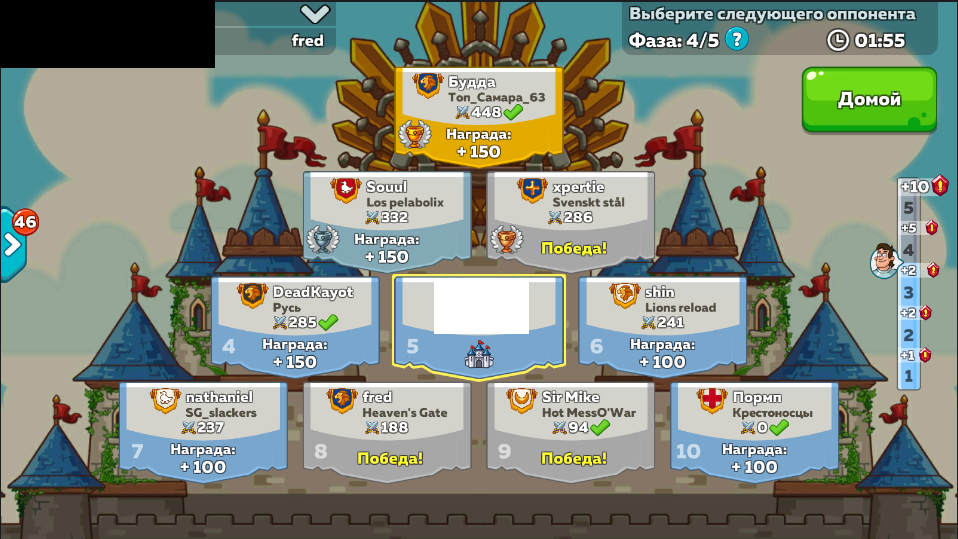 fred
Выберите следующего оппонента
Фаза: 4/5 ? 01:55
Домой
Будда
Топ_Самара_63
448
Награда:
+ 150
Souul
Los pelabolix
332
Награда:
+ 150
xpertie
Svenskt stål
286
Победа!
46
DeadKayot
Русь
285
4
Награда:
+ 150
5
shin
Lions reload
241
6
Награда:
+ 100
nathaniel
SG_slackers
237
7
Награда:
+ 100
fred
Heaven's Gate
188
8
Победа!
Sir Mike
Hot MessO'War
94
9
Победа!
Пормп
Крестоносцы
0
10
Награда:
+ 100
+10
5
+5
4
+2
3
+2
2
+1
1